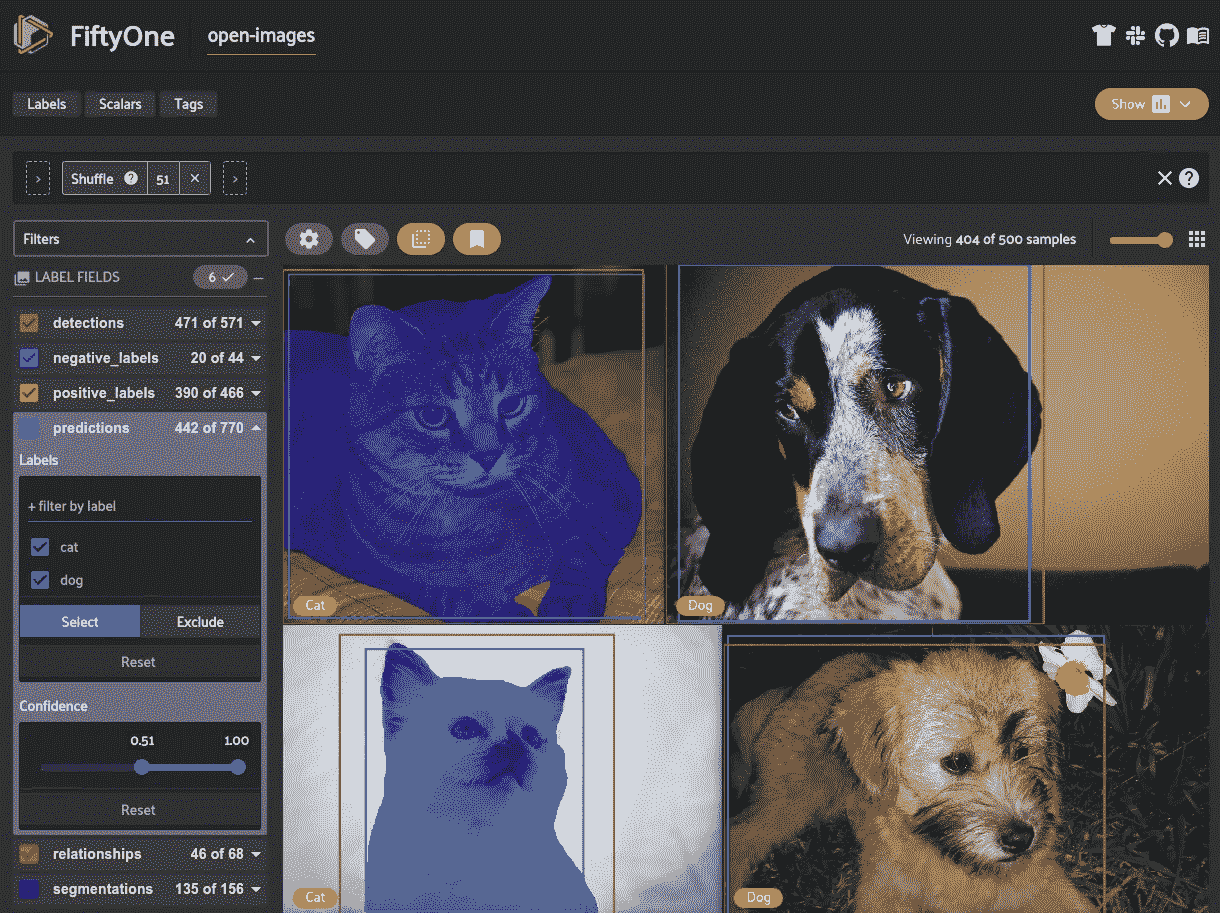 FiftyOne
open-images
Labels Scalars Tags
Show
> Shuffle ? 51 × >
× ?
Filters
Viewing 404 of 500 samples
LABEL FIELDS 6
detections 471 of 571
negative_labels 20 of 44
positive_labels 390 of 466
predictions 442 of 770
Labels
+ filter by label
cat
dog
Select Exclude
Reset
Confidence
0.51 1.00
Reset
relationships 46 of 68
segmentations 135 of 156
Cat
Dog
Cat
Dog